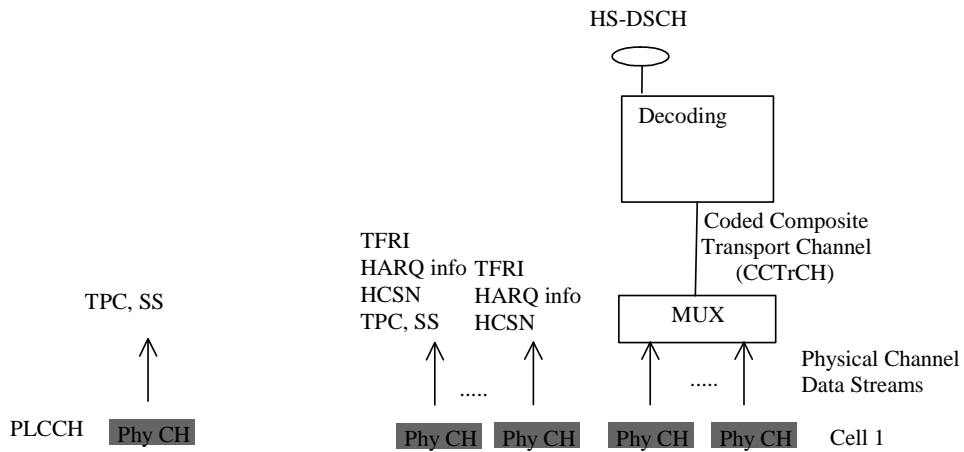 HS-DSCH
Decoding
Coded Composite
Transport Channel
(CCTrCH)
TFRI
HARQ info
HCSN
TPC, SS
TFRI
HARQ info
HCSN
TPC, SS
MUX
Physical Channel
Data Streams
.....
.....
PLCCH
Phy CH
Phy CH
Phy CH
Phy CH
Phy CH
Cell 1